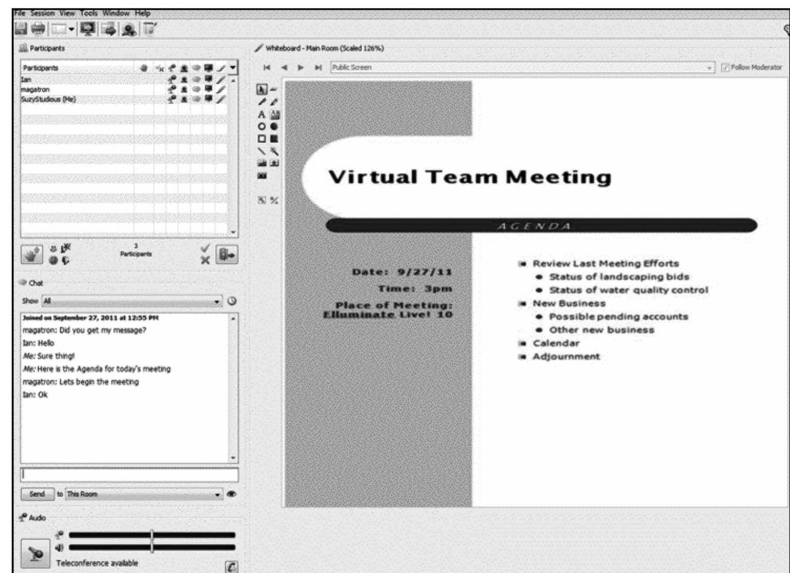 File Session View Tools Window Help
Participants
Participants
Ian
magatron
SuzyStudious (Me)
3
Participants
Chat
Show All
Joined on September 27, 2011 at 12:55 PM
magatron: Did you get my message?
Ian: Hello
Me: Sure thing!
Me: Here is the Agenda for today's meeting
magatron: Lets begin the meeting
Ian: Ok
Send to This Room
Audio
Teleconference available
Whiteboard - Main Room (Scaled 126%)
Public Screen
Follow Moderator
A
Virtual Team Meeting
AGENDA
Date: 9/27/11
Time: 3pm
Place of Meeting:
Elluminate Live! 10
Review Last Meeting Efforts
Status of landscaping bids
Status of water quality control
New Business
Possible pending accounts
Other new business
Calendar
Adjournment